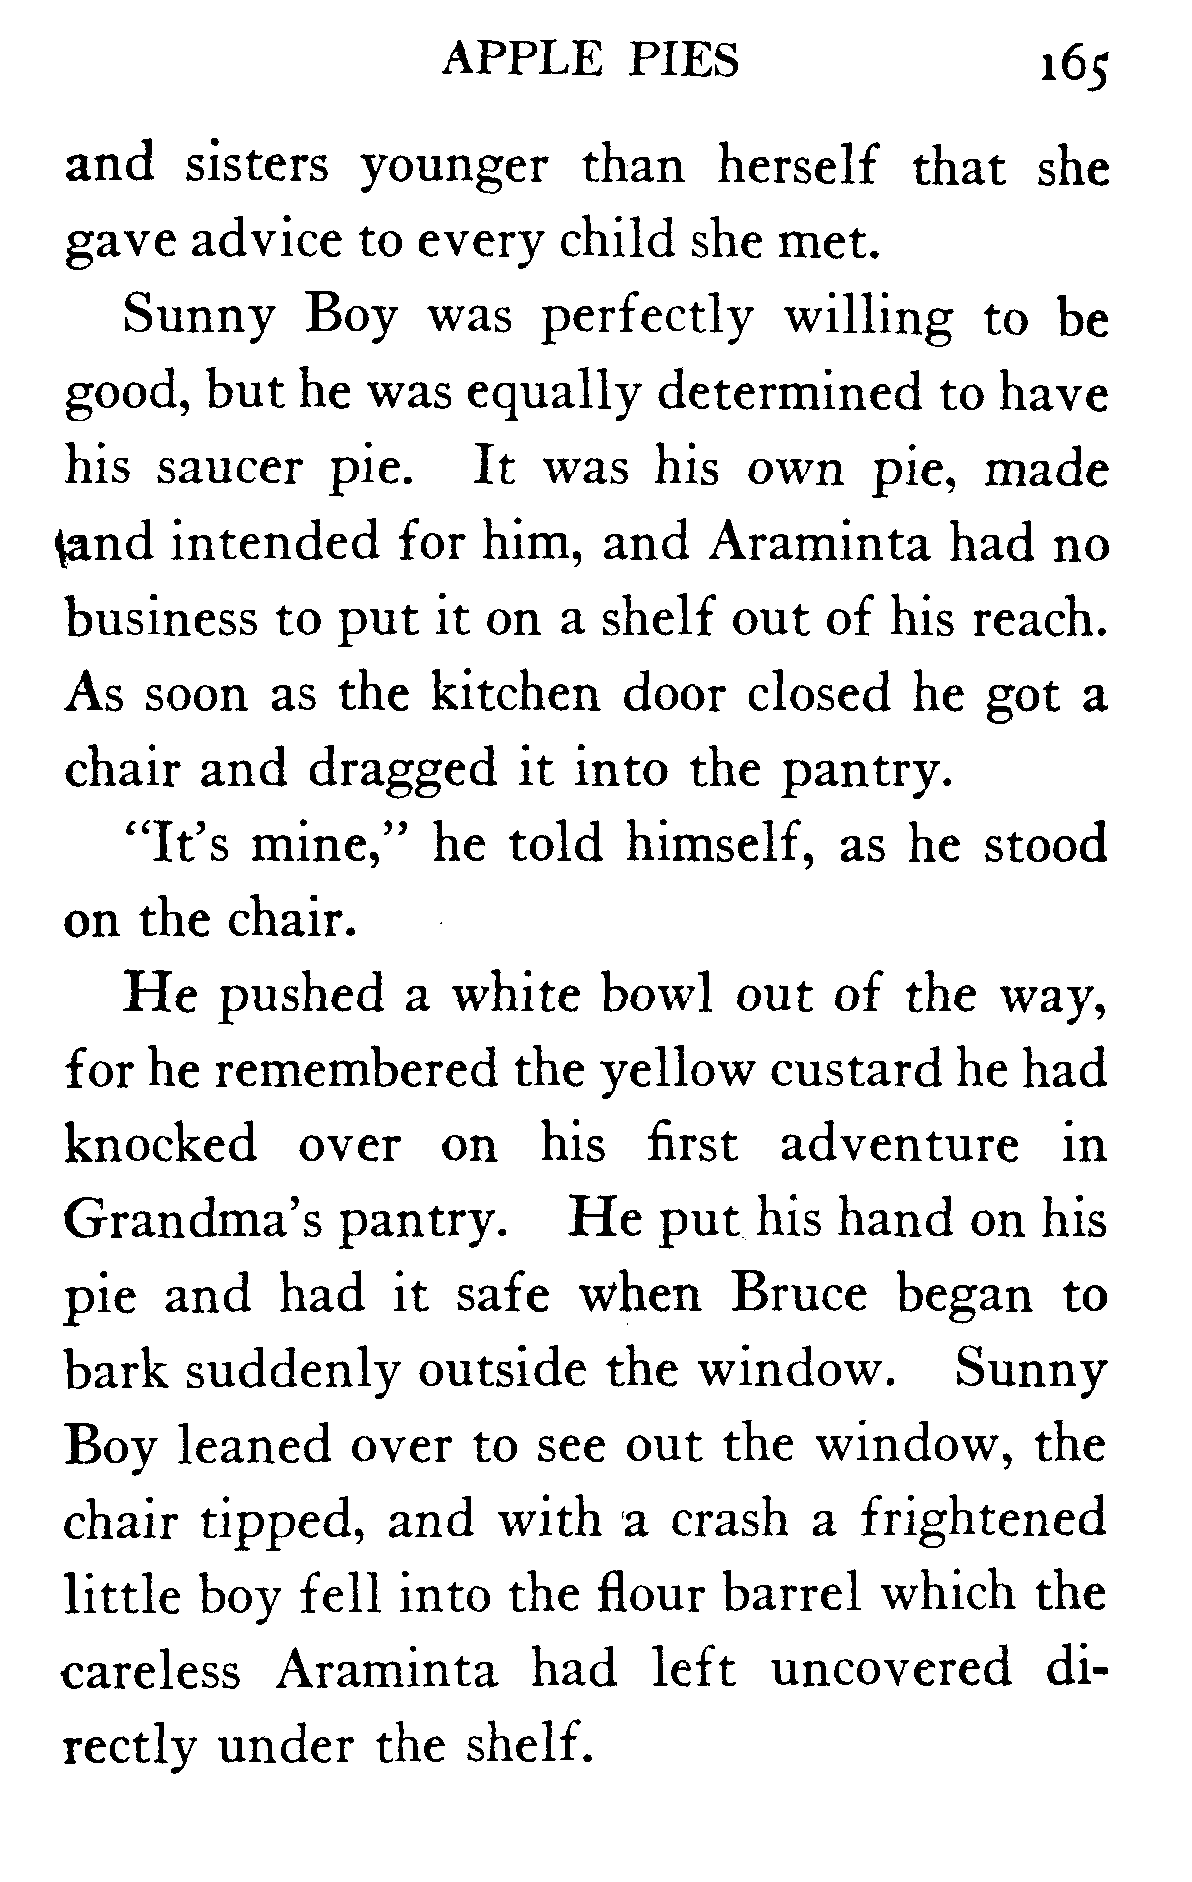 APPLE PIES 165
and sisters younger than herself that she
gave advice to every child she met.
Sunny Boy was perfectly willing to be
good, but he was equally determined to have
his saucer pie. It was his own pie, made
and intended for him, and Araminta had no
business to put it on a shelf out of his reach.
As soon as the kitchen door closed he got a
chair and dragged it into the pantry.
“It’s mine,” he told himself, as he stood
on the chair.
He pushed a white bowl out of the way,
for he remembered the yellow custard he had
knocked over on his first adventure in
Grandma’s pantry. He put his hand on his
pie and had it safe when Bruce began to
bark suddenly outside the window. Sunny
Boy leaned over to see out the window, the
chair tipped, and with a crash a frightened
little boy fell into the flour barrel which the
careless Araminta had left uncovered di-
rectly under the shelf.